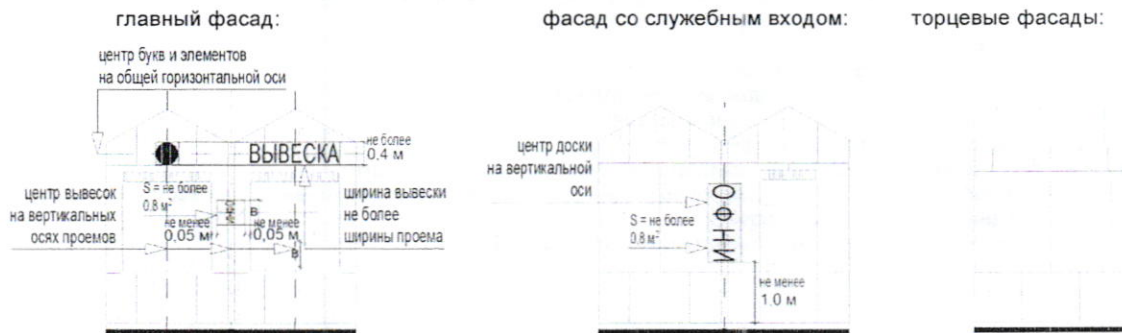 главный фасад:
фасад со служебным входом:
торцевые фасады:
центр букв и элементов
на общей горизонтальной оси
ВЫВЕСКА
не более
0,4 м
центр вывесок
на вертикальных
осях проемов
S = не более
0,8 м²
ИНФО
В
не менее
0,05 м
не менее
0,05 м
В
ширина вывески
не более
ширины проема
центр доски
на вертикальной
оси
S = не более
0,8 м²
ИНФО
не менее
1.0 м